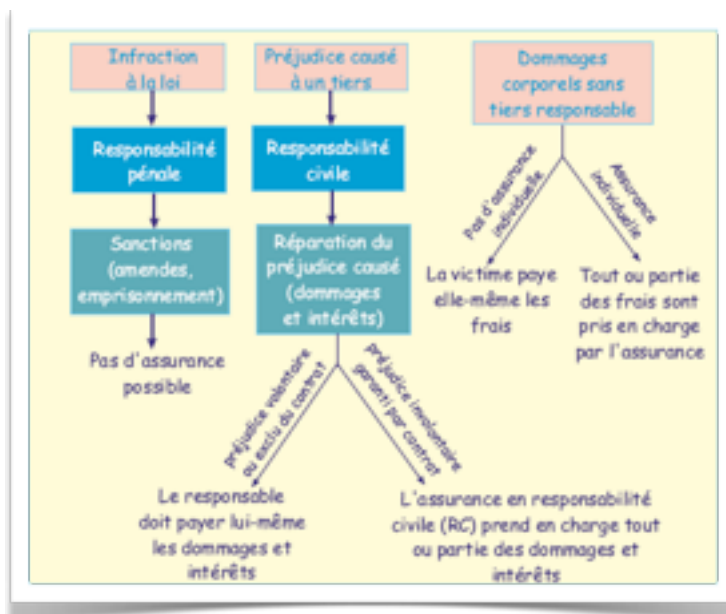 Infraction
à la loi
Responsabilité
pénale
Sanctions
(amendes,
emprisonnement)
Pas d'assurance
possible
Préjudice causé
à un tiers
Responsabilité
civile
Réparation du
préjudice causé
(dommages
et intérêts)
préjudice volontaire
ou exclu du contrat
Le responsable
doit payer lui-même
les dommages et
intérêts
préjudice involontaire
garanti par contrat
L'assurance en responsabilité
civile (RC) prend en charge tout
ou partie des dommages et
intérêts
Dommages
corporels sans
tiers responsable
Pas d'assurance
individuelle
La victime paye
elle-même les
frais
Assurance
individuelle
Tout ou partie
des frais sont
pris en charge
par l'assurance